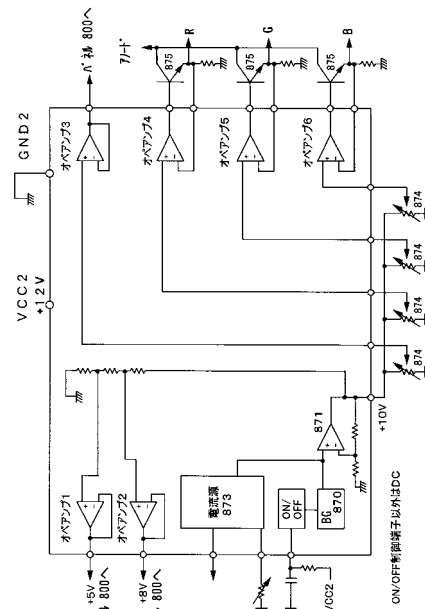 パネル 800へ
GND2
VCC2
+12V
アノード
R
G
B
875
875
875
オペアンプ3
オペアンプ4
オペアンプ5
オペアンプ6
874
874
874
874
オペアンプ1
オペアンプ2
+5V
ル 800へ
+8V
ル 800へ
電流源
873
ON/
OFF
BG
870
871
+10V
VCC2
ON/OFF制御端子以外はDC